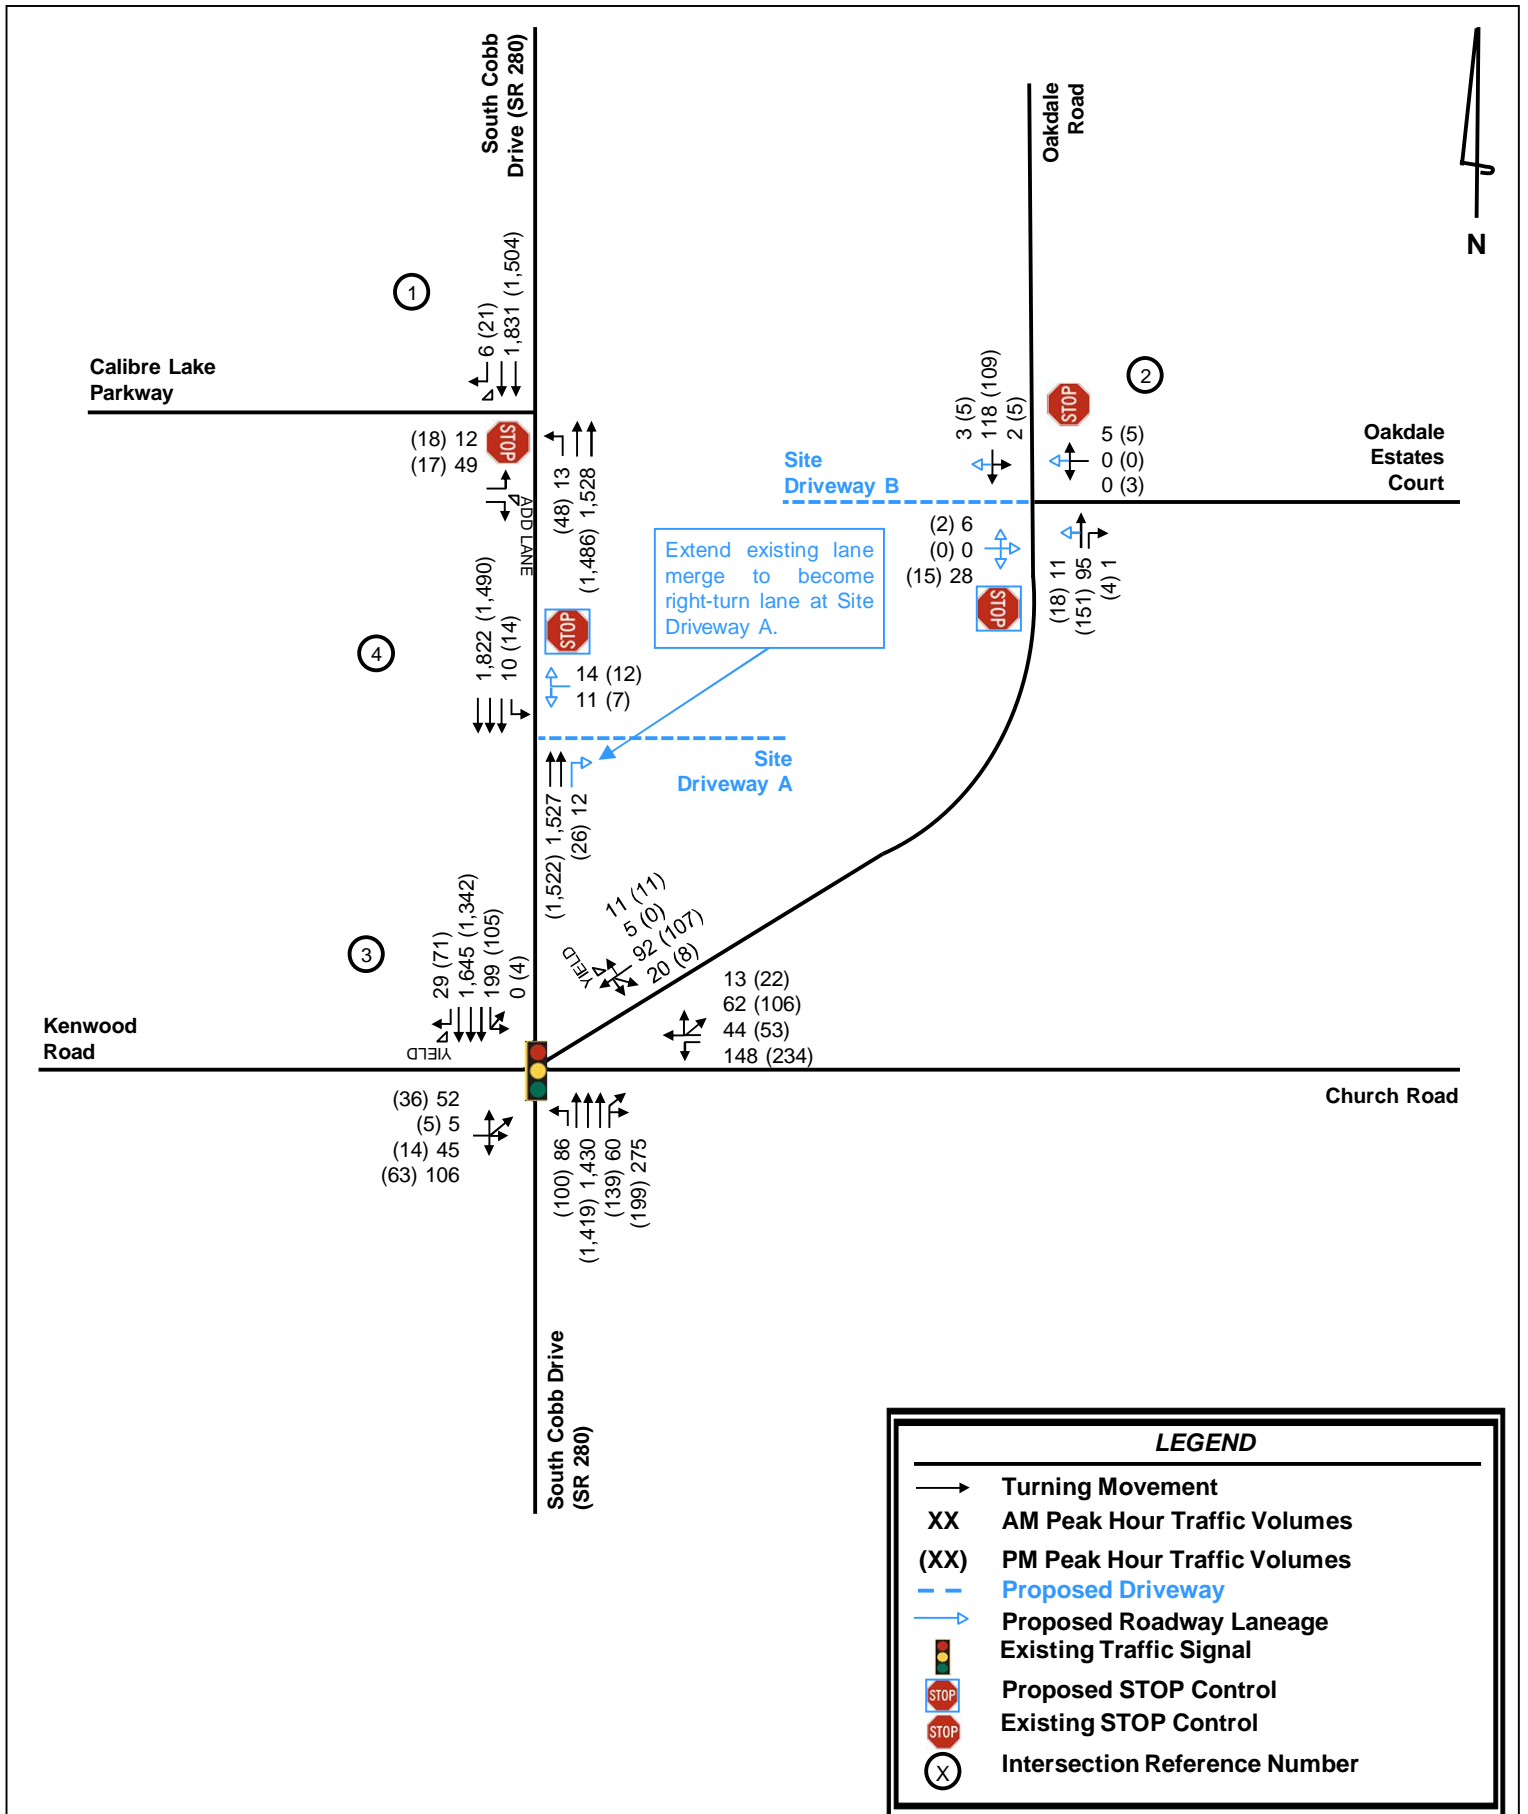 South Cobb
Drive (SR 280)
Oakdale
Road
N
1
6 (21)
1,831 (1,504)
Calibre Lake
Parkway
STOP
(18) 12
(17) 49
ADD LANE
(48) 13
(1,486) 1,528
2
3 (5)
118 (109)
2 (5)
STOP
5 (5)
0 (0)
0 (3)
Oakdale
Estates
Court
Site
Driveway B
(2) 6
(0) 0
(15) 28
STOP
(18) 11
(151) 95
(4) 1
Extend existing lane
merge to become
right-turn lane at Site
Driveway A.
4
1,822 (1,490)
10 (14)
STOP
14 (12)
11 (7)
Site
Driveway A
(1,522) 1,527
(26) 12
3
29 (71)
1,645 (1,342)
199 (105)
0 (4)
YIELD
11 (11)
5 (0)
92 (107)
20 (8)
YIELD
13 (22)
62 (106)
44 (53)
148 (234)
Kenwood
Road
Church Road
(36) 52
(5) 5
(14) 45
(63) 106
(100) 86
(1,419) 1,430
(139) 60
(199) 275
South Cobb Drive
(SR 280)
LEGEND
Turning Movement
XX AM Peak Hour Traffic Volumes
(XX) PM Peak Hour Traffic Volumes
Proposed Driveway
Proposed Roadway Laneage
Existing Traffic Signal
STOP Proposed STOP Control
STOP Existing STOP Control
X Intersection Reference Number